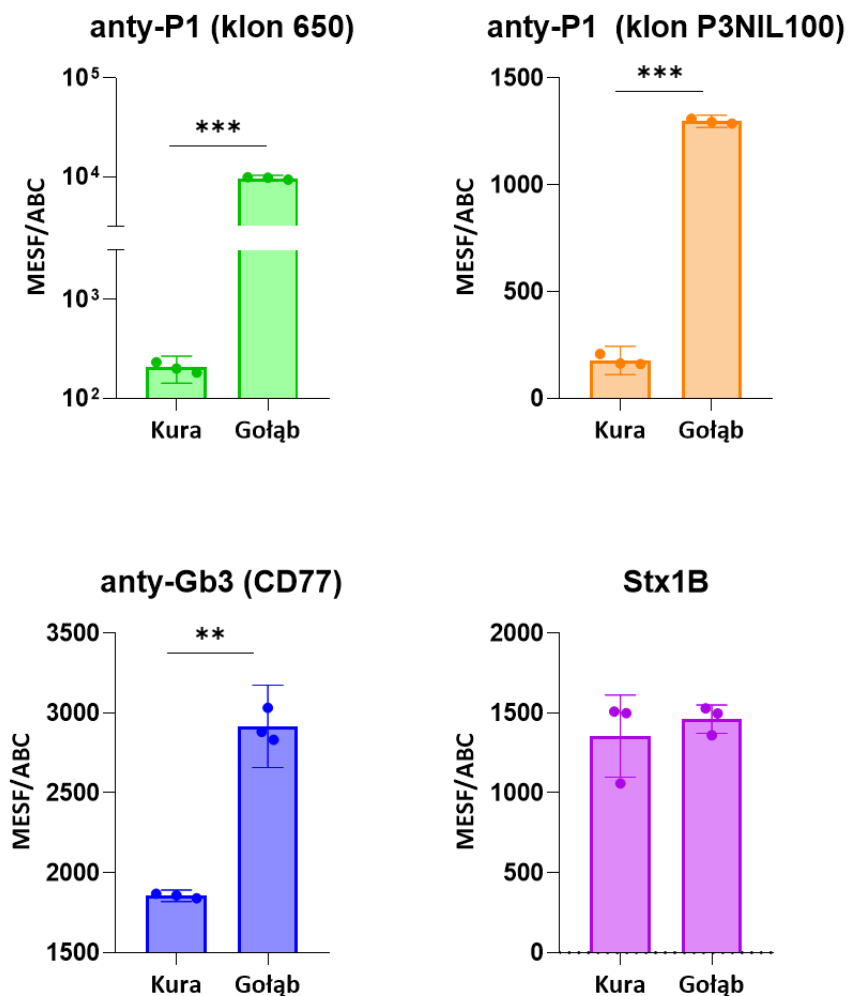 anty-P1 (klon 650)
MESF/ABC
10⁵
10⁴
10³
10²
***
Kura
Gołąb
anty-P1 (klon P3NIL100)
MESF/ABC
1500
1000
500
0
***
Kura
Gołąb
anty-Gb3 (CD77)
MESF/ABC
3500
3000
2500
2000
1500
**
Kura
Gołąb
Stx1B
MESF/ABC
2000
1500
1000
500
0
Kura
Gołąb